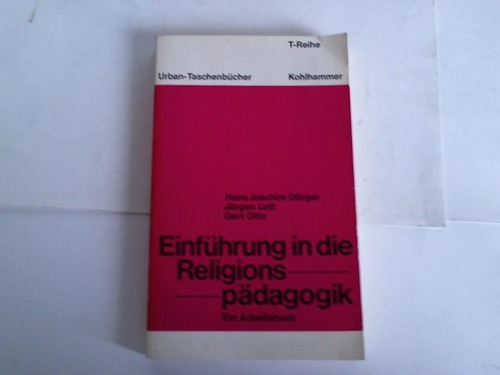 T-Reihe
Urban-Taschenbücher Kohlhammer
Hans Joachim Dörger
Jürgen Lott
Gert Otto
Einführung in die
Religions
pädagogik
Ein Arbeitsbuch